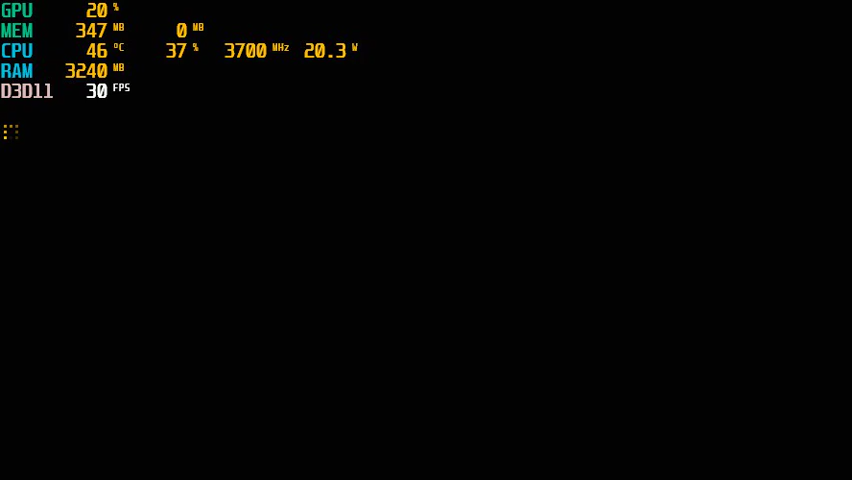 GPU 20 %
MEM 347 MB 0 MB
CPU 46 °C 37 % 3700 MHz 20.3 W
RAM 3240 MB
D3D11 30 FPS